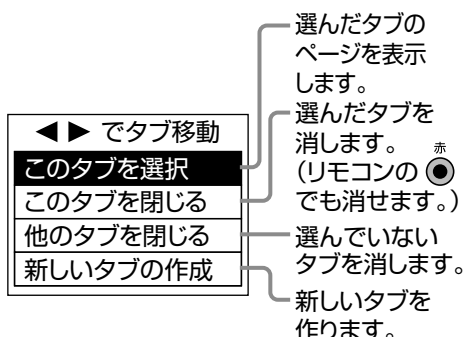 ◀▶ でタブ移動
このタブを選択
このタブを閉じる
他のタブを閉じる
新しいタブの作成
選んだタブの
ページを表示
します。
選んだタブを
消します。
赤
（リモコンの
でも消せます。）
選んでいない
タブを消します。
新しいタブを
作ります。